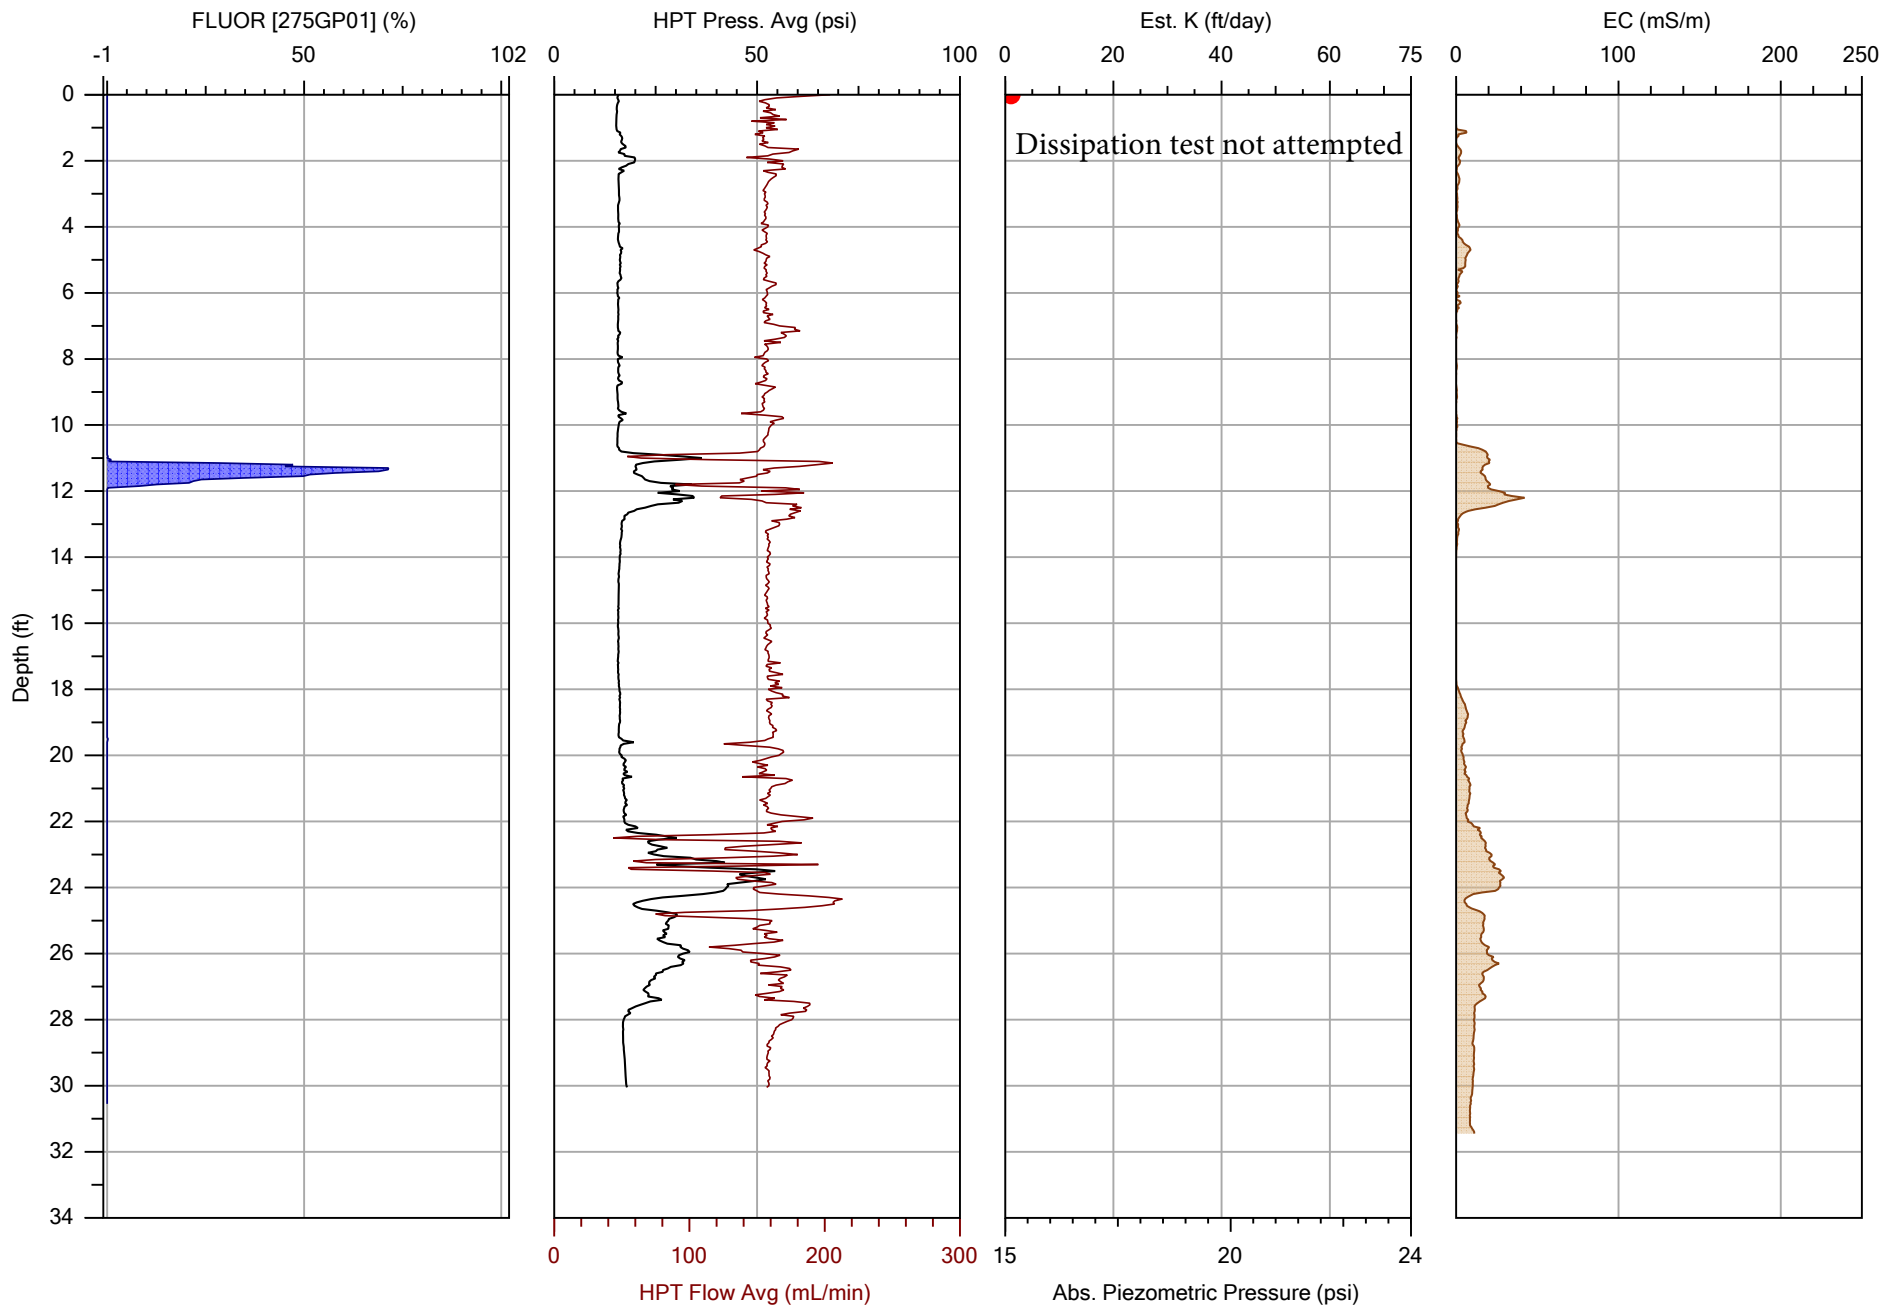 FLUOR [275GP01] (%)
HPT Press. Avg (psi)
Est. K (ft/day)
EC (mS/m)
-1 50 102
0 50 100
0 20 40 60 75
0 100 200 250
Dissipation test not attempted
Depth (ft)
0
2
4
6
8
10
12
14
16
18
20
22
24
26
28
30
32
34
0 100 200 300
15 20 24
HPT Flow Avg (mL/min)
Abs. Piezometric Pressure (psi)